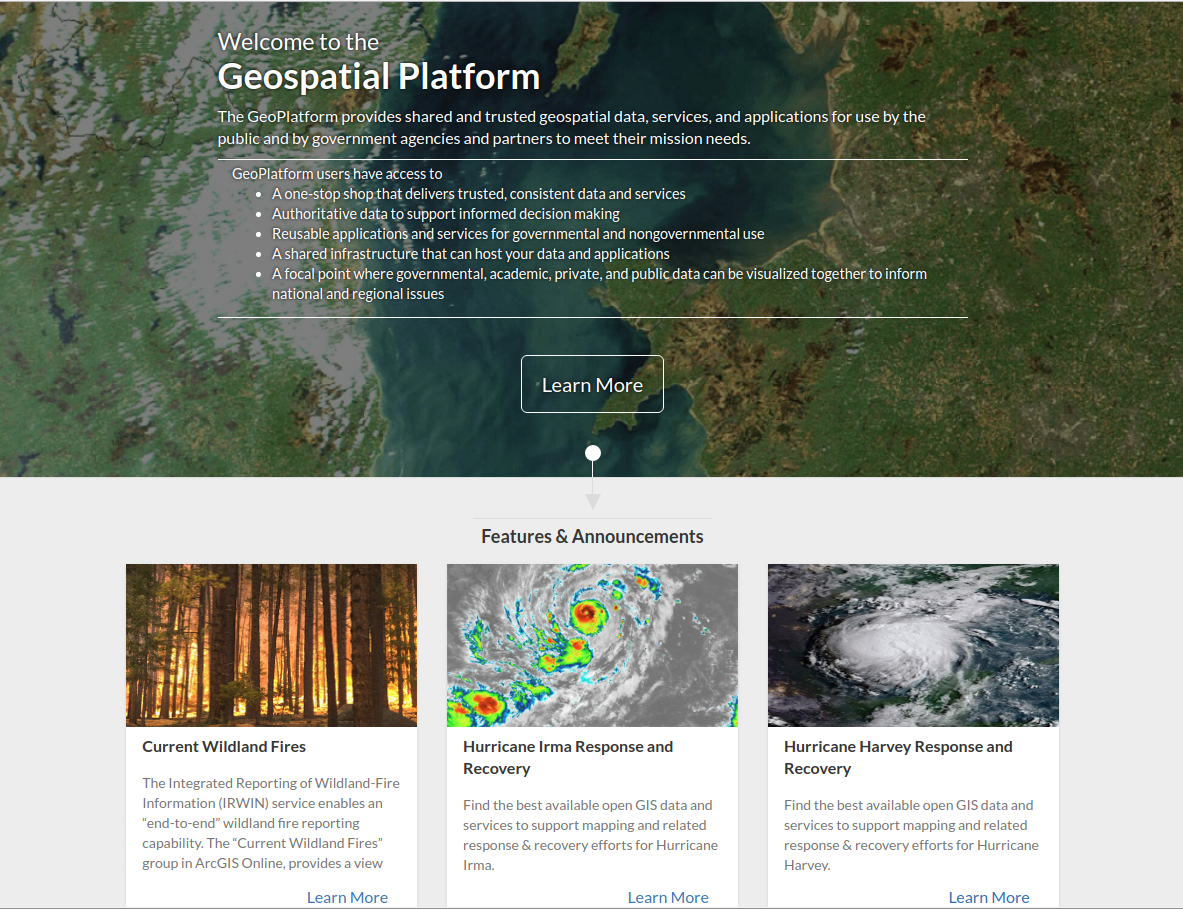 Welcome to the
Geospatial Platform
The GeoPlatform provides shared and trusted geospatial data, services, and applications for use by the
public and by government agencies and partners to meet their mission needs.
GeoPlatform users have access to
• A one-stop shop that delivers trusted, consistent data and services
• Authoritative data to support informed decision making
• Reusable applications and services for governmental and nongovernmental use
• A shared infrastructure that can host your data and applications
• A focal point where governmental, academic, private, and public data can be visualized together to inform
national and regional issues
Learn More
Features & Announcements
Current Wildland Fires
The Integrated Reporting of Wildland-Fire
Information (IRWIN) service enables an
“end-to-end” wildland fire reporting
capability. The “Current Wildland Fires”
group in ArcGIS Online, provides a view
Learn More
Hurricane Irma Response and
Recovery
Find the best available open GIS data and
services to support mapping and related
response & recovery efforts for Hurricane
Irma.
Learn More
Hurricane Harvey Response and
Recovery
Find the best available open GIS data and
services to support mapping and related
response & recovery efforts for Hurricane
Harvey.
Learn More